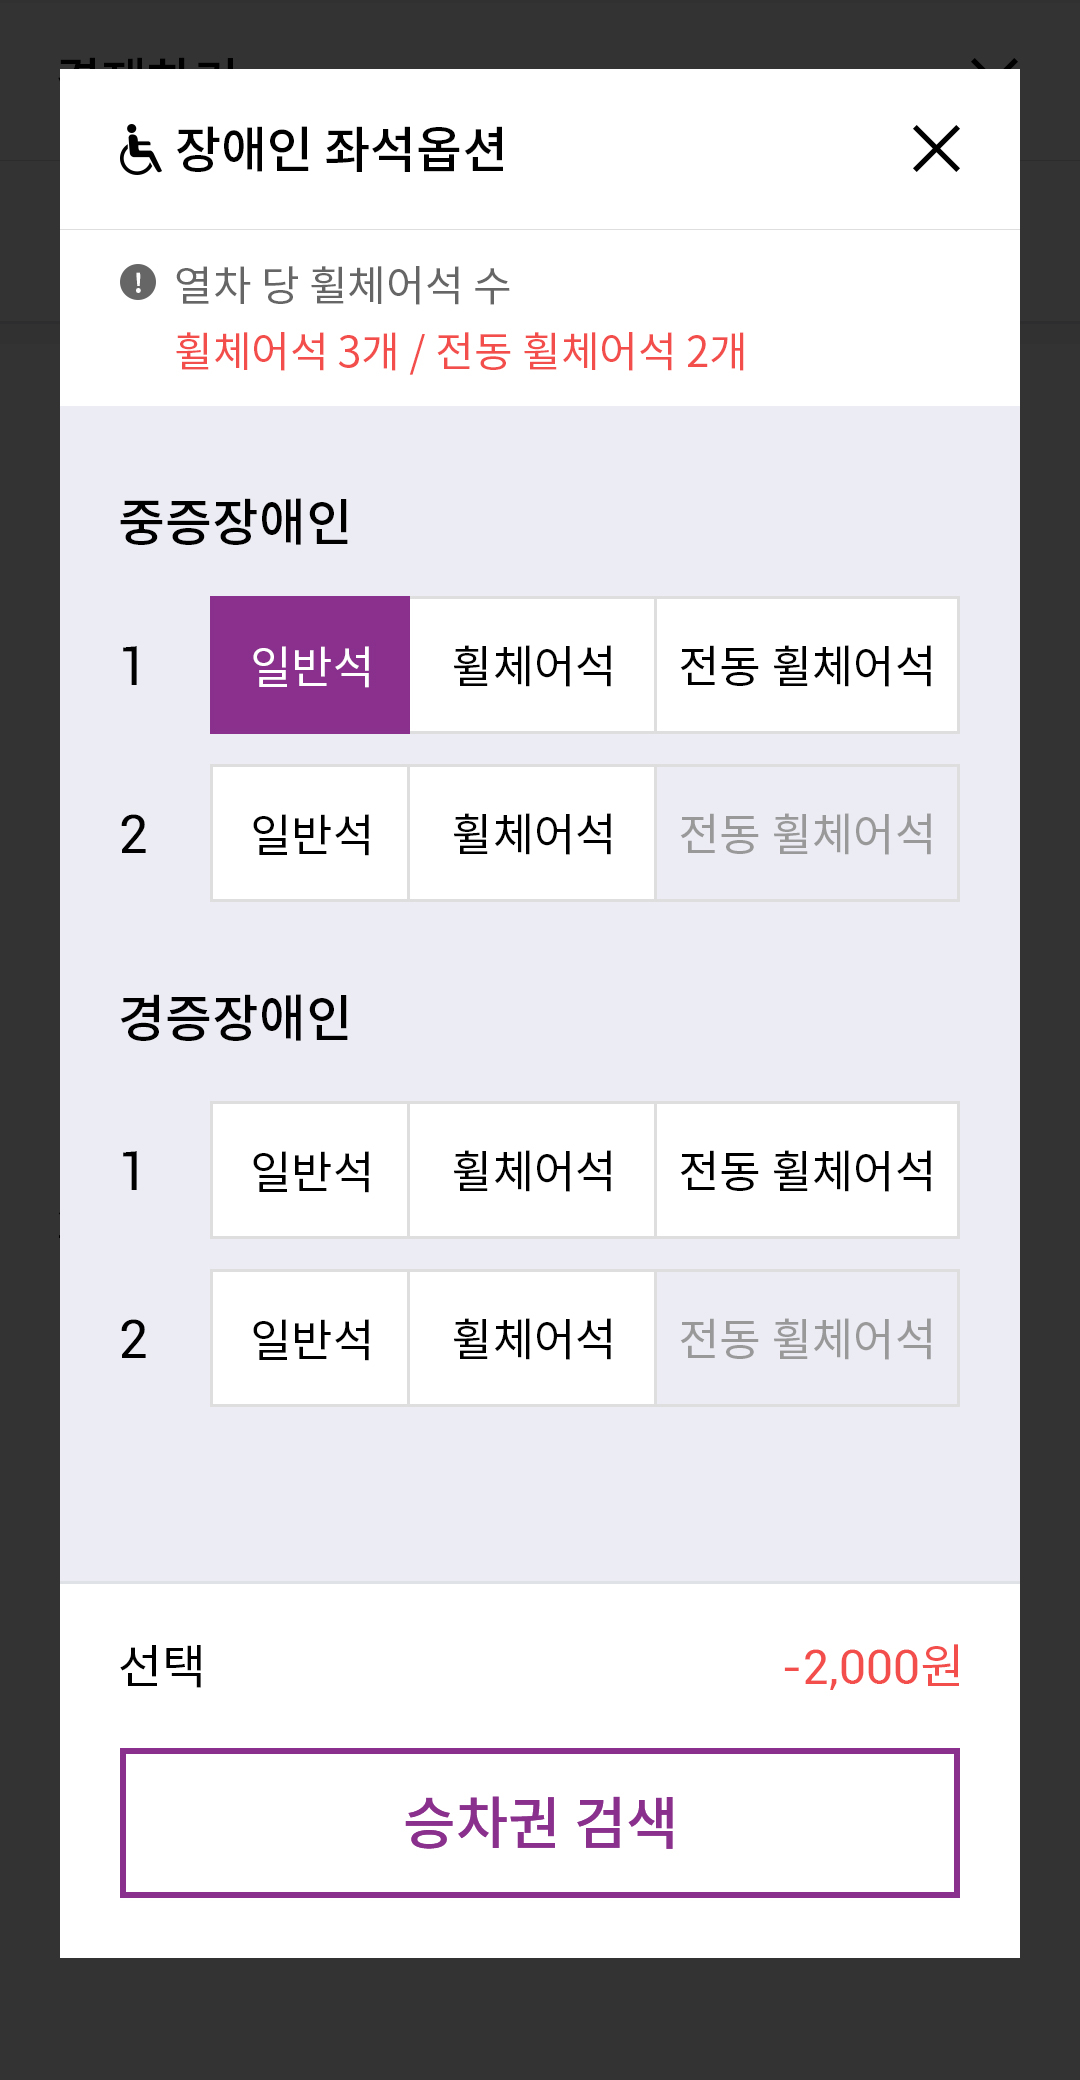 장애인 좌석옵션
열차 당 휠체어석 수
휠체어석 3개 / 전동 휠체어석 2개
중증장애인
1 일반석 휠체어석 전동 휠체어석
2 일반석 휠체어석 전동 휠체어석
경증장애인
1 일반석 휠체어석 전동 휠체어석
2 일반석 휠체어석 전동 휠체어석
선택 -2,000원
승차권 검색